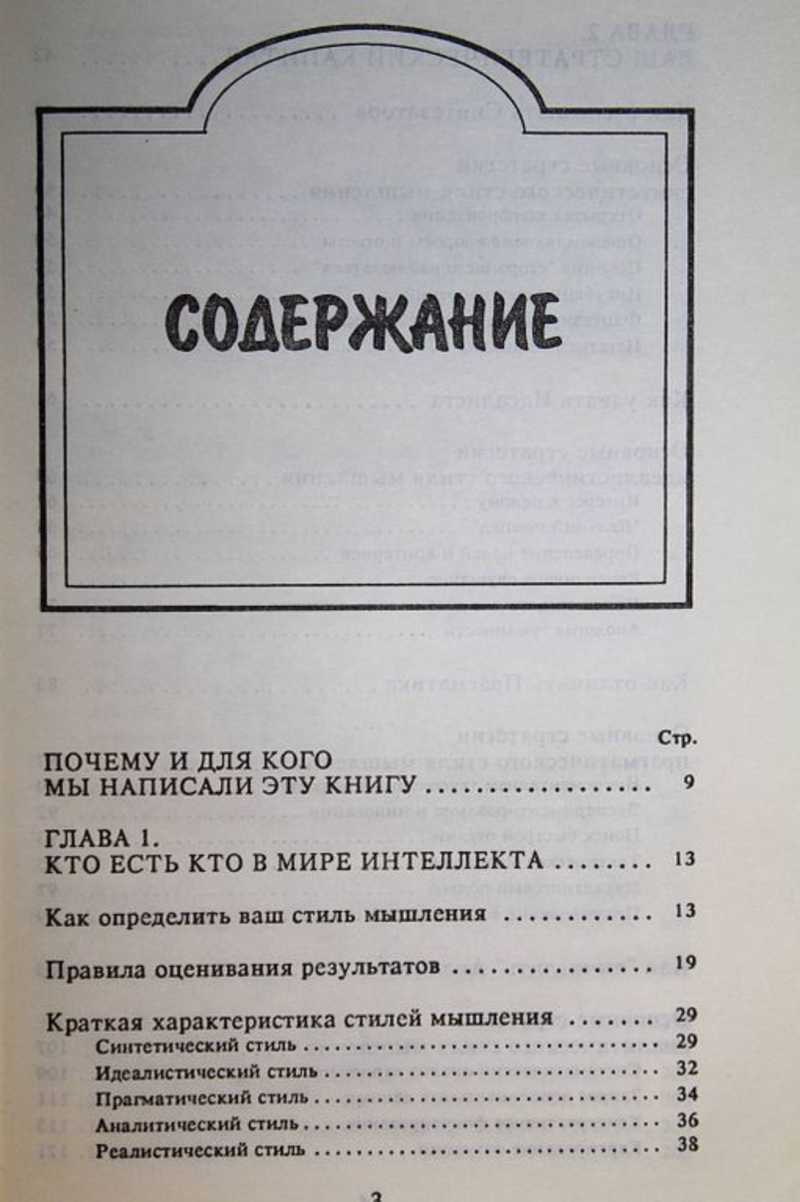 СОДЕРЖАНИЕ
Стр.
ПОЧЕМУ И ДЛЯ КОГО
МЫ НАПИСАЛИ ЭТУ КНИГУ.................. 9
ГЛАВА 1.
КТО ЕСТЬ КТО В МИРЕ ИНТЕЛЛЕКТА ........ 13
Как определить ваш стиль мышления ............ 13
Правила оценивания результатов ................ 19
Краткая характеристика стилей мышления ....... 29
Синтетический стиль .................................. 29
Идеалистический стиль ................................ 32
Прагматический стиль ................................. 34
Аналитический стиль .................................. 36
Реалистический стиль ................................. 38
3